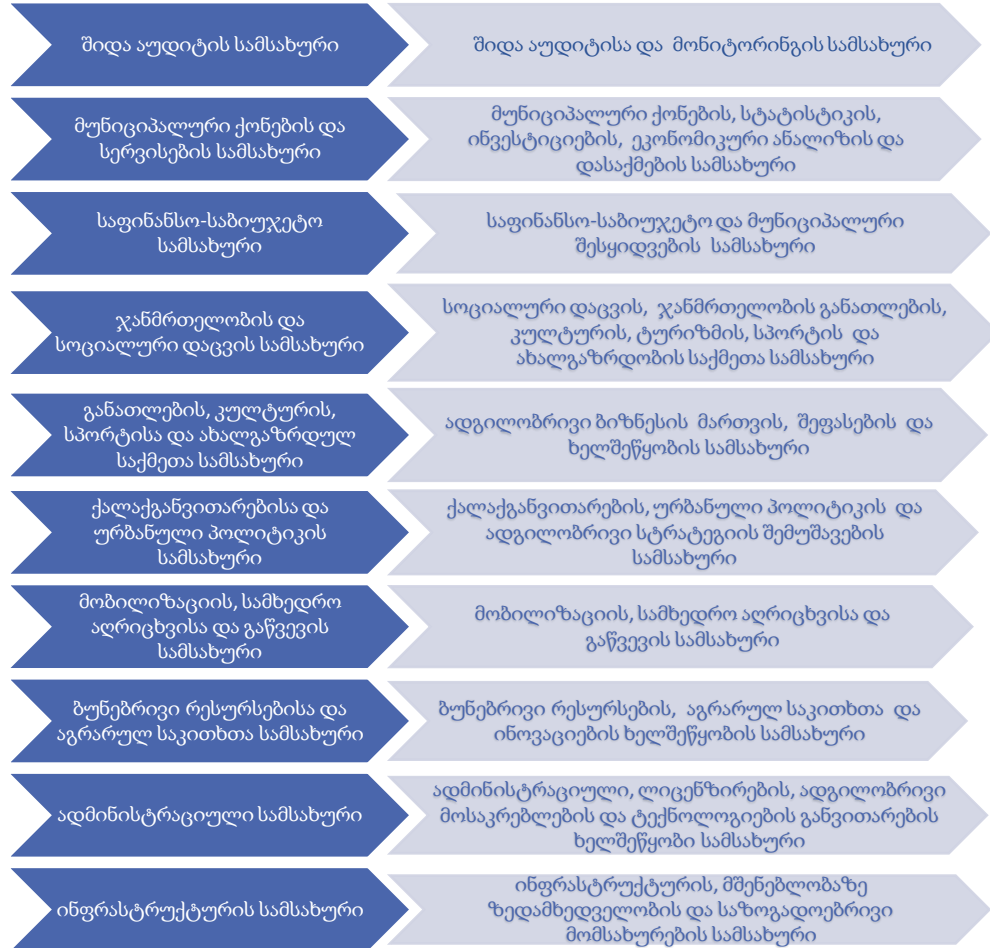 შიდა აუდიტის სამსახური
შიდა აუდიტისა და მონიტორინგის სამსახური
მუნიციპალური ქონების და
სერვისების სამსახური
მუნიციპალური ქონების, სტატისტიკის,
ინვესტიციების, ეკონომიკური ანალიზის და
დასაქმების სამსახური
საფინანსო-საბიუჯეტო
სამსახური
საფინანსო-საბიუჯეტო და მუნიციპალური
შესყიდვების სამსახური
ჯანმრთელობის და
სოციალური დაცვის სამსახური
სოციალური დაცვის, ჯანმრთელობის განათლების,
კულტურის, ტურიზმის, სპორტის და
ახალგაზრდობის საქმეთა სამსახური
განათლების, კულტურის,
სპორტისა და ახალგაზრდულ
საქმეთა სამსახური
ადგილობრივი ბიზნესის მართვის, შეფასების და
ხელშეწყობის სამსახური
ქალაქგანვითარებისა და
ურბანული პოლიტიკის
სამსახური
ქალაქგანვითარების, ურბანული პოლიტიკის და
ადგილობრივი სტრატეგიის შემუშავების
სამსახური
მობილიზაციის, სამხედრო
აღრიცხვისა და გაწვევის
სამსახური
მობილიზაციის, სამხედრო აღრიცხვისა და
გაწვევის სამსახური
ბუნებრივი რესურსებისა და
აგრარულ საკითხთა სამსახური
ბუნებრივი რესურსების, აგრარულ საკითხთა და
ინოვაციების ხელშეწყობის სამსახური
ადმინისტრაციული სამსახური
ადმინისტრაციული, ლიცენზირების, ადგილობრივი
მოსაკრებლების და ტექნოლოგიების განვითარების
ხელშეწყობი სამსახური
ინფრასტრუქტურის სამსახური
ინფრასტრუქტურის, მშენებლობაზე
ზედამხედველობის და საზოგადოებრივი
მომსახურების სამსახური